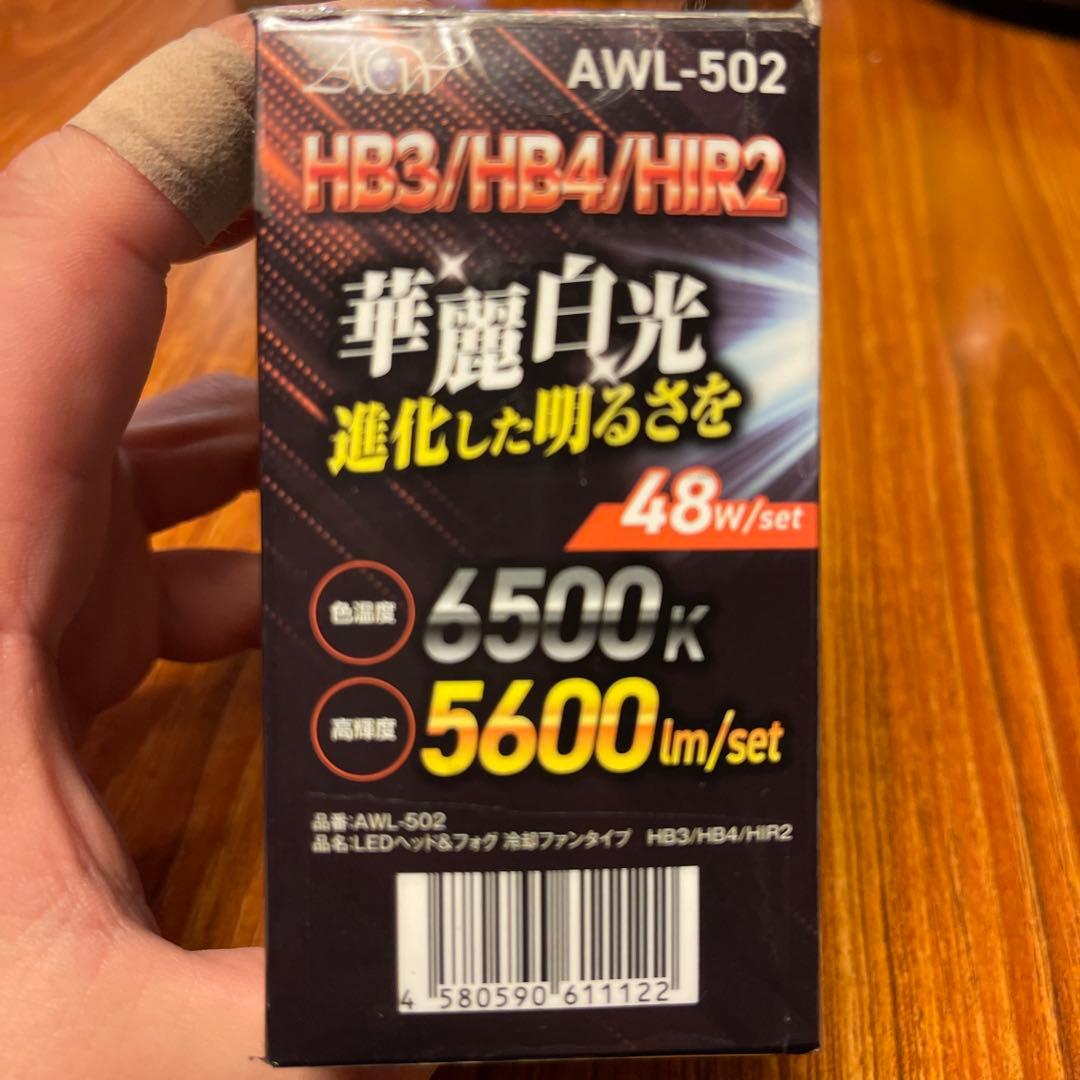 ACW
AWL-502
HB3/HB4/HIR2
華麗白光
進化した明るさを
48W/set
色温度 6500K
高輝度 5600lm/set
品番:AWL-502
品名:LEDヘッド&フォグ 冷却ファンタイプ HB3/HB4/HIR2
4 580590 611122